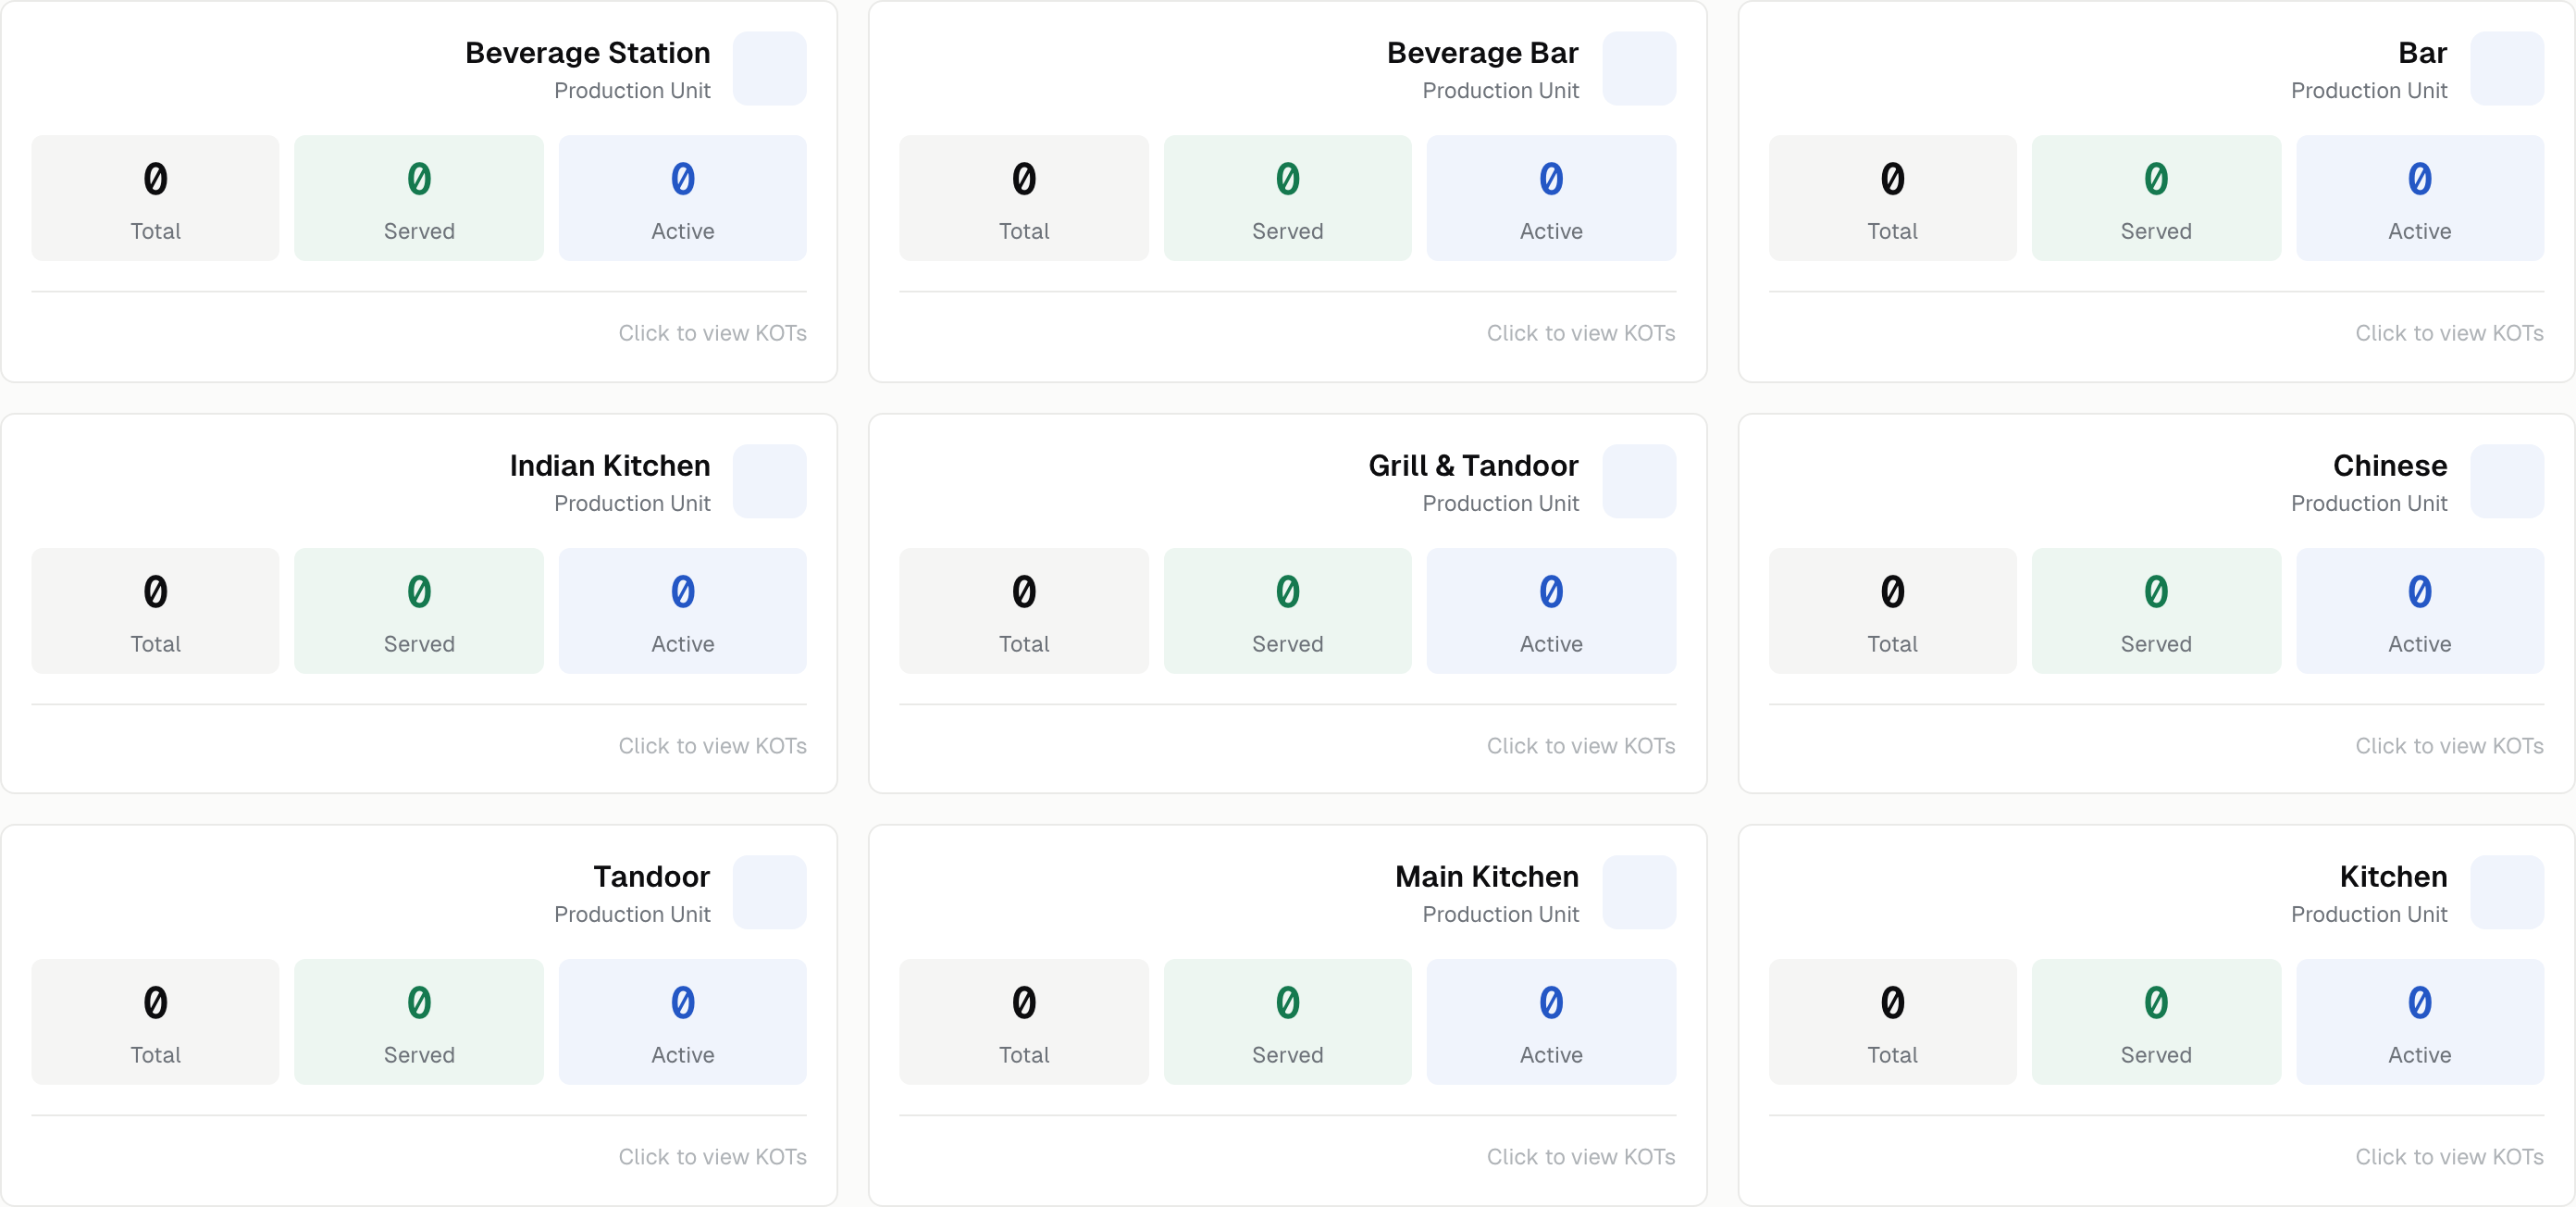 Beverage Station
Production Unit
0
Total
0
Served
0
Active
Click to view KOTs
Beverage Bar
Production Unit
0
Total
0
Served
0
Active
Click to view KOTs
Bar
Production Unit
0
Total
0
Served
0
Active
Click to view KOTs
Indian Kitchen
Production Unit
0
Total
0
Served
0
Active
Click to view KOTs
Grill & Tandoor
Production Unit
0
Total
0
Served
0
Active
Click to view KOTs
Chinese
Production Unit
0
Total
0
Served
0
Active
Click to view KOTs
Tandoor
Production Unit
0
Total
0
Served
0
Active
Click to view KOTs
Main Kitchen
Production Unit
0
Total
0
Served
0
Active
Click to view KOTs
Kitchen
Production Unit
0
Total
0
Served
0
Active
Click to view KOTs